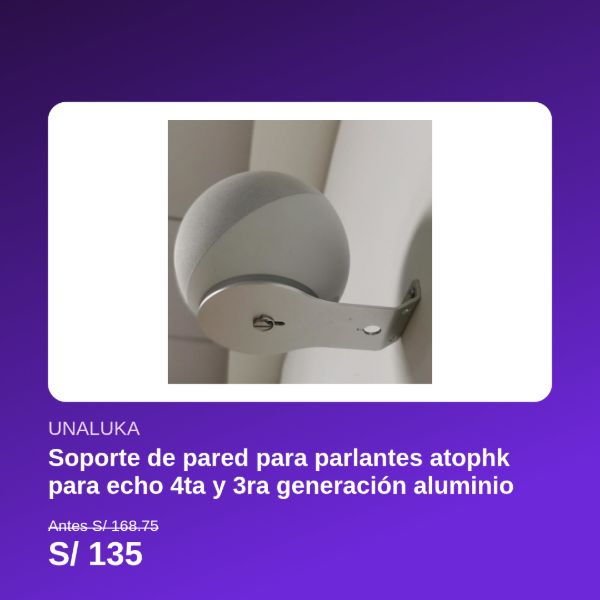 UNALUKA
Soporte de pared para parlantes atophk
para echo 4ta y 3ra generación aluminio
Antes S/ 168.75
S/ 135